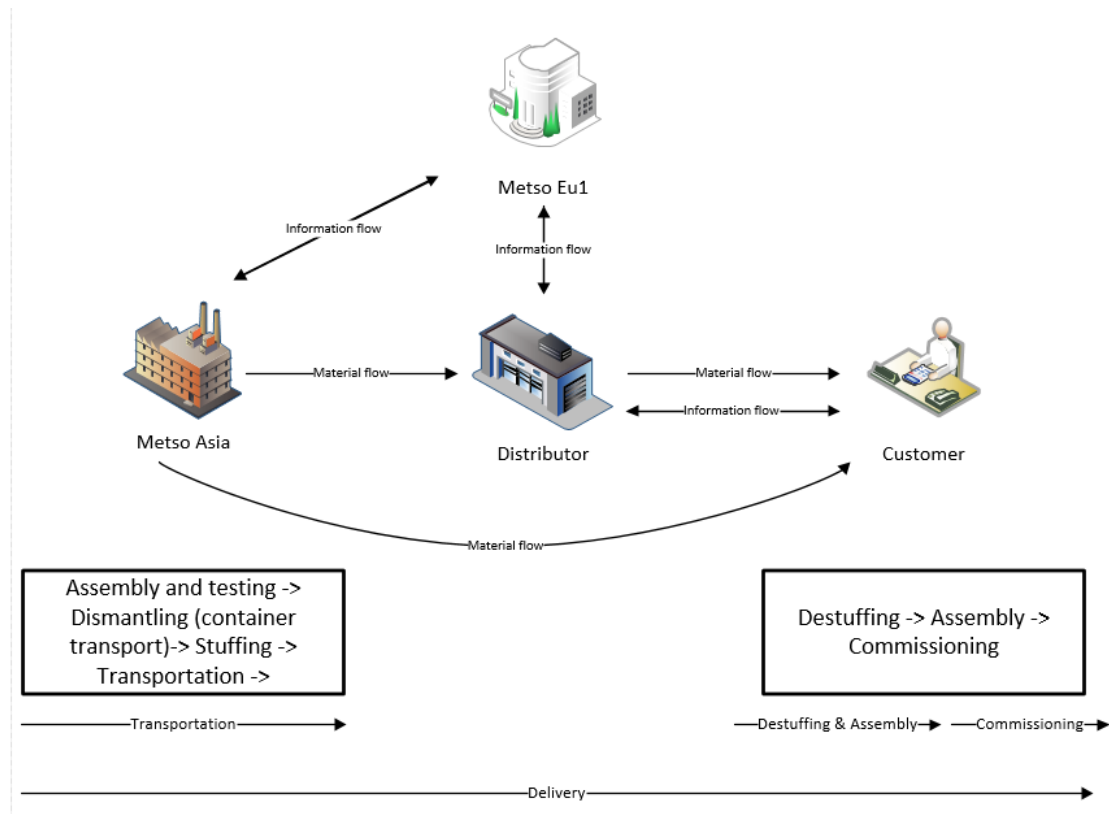 Metso Eu1
Information flow
Information flow
Material flow
Material flow
Information flow
Metso Asia
Distributor
Customer
Material flow
Assembly and testing ->
Dismantling (container
transport)-> Stuffing ->
Transportation ->
Destuffing -> Assembly ->
Commissioning
Transportation
Destuffing & Assembly
Commissioning
Delivery